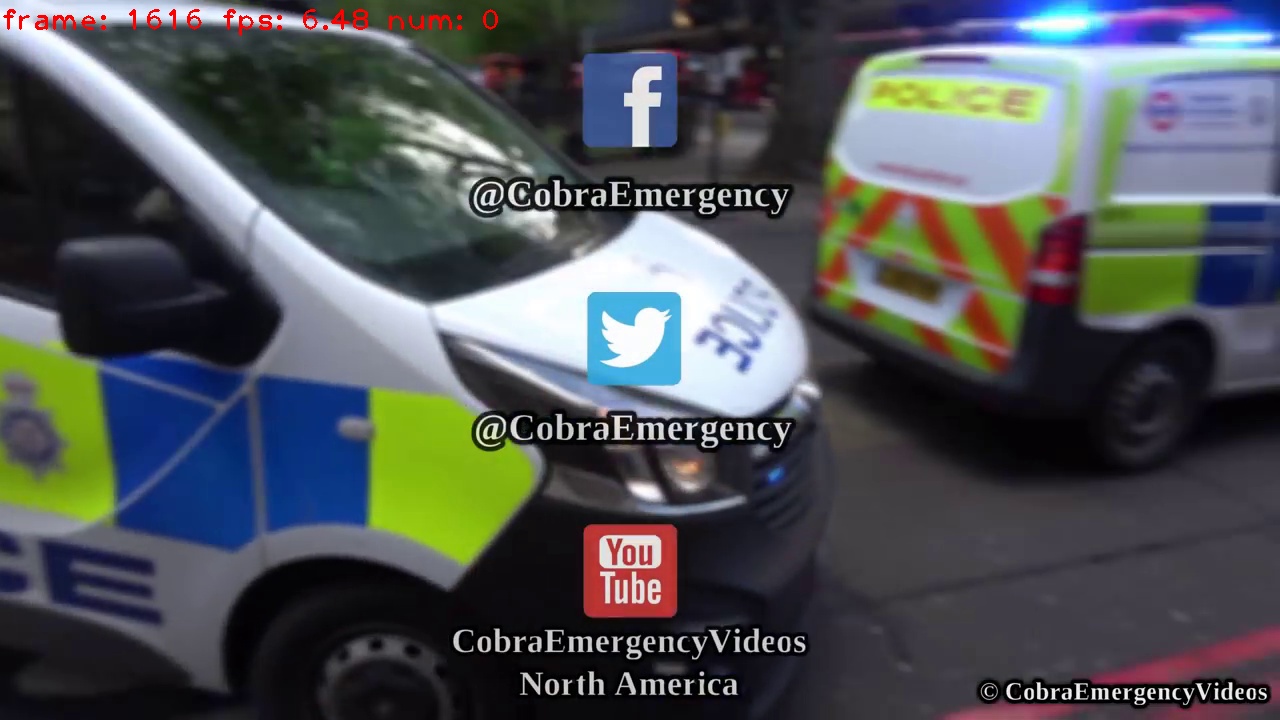 frame: 1616 fps: 6.48 num: 0
POLICE
f
@CobraEmergency
POLICE
@CobraEmergency
You
Tube
CE
CobraEmergencyVideos
North America
© CobraEmergencyVideos